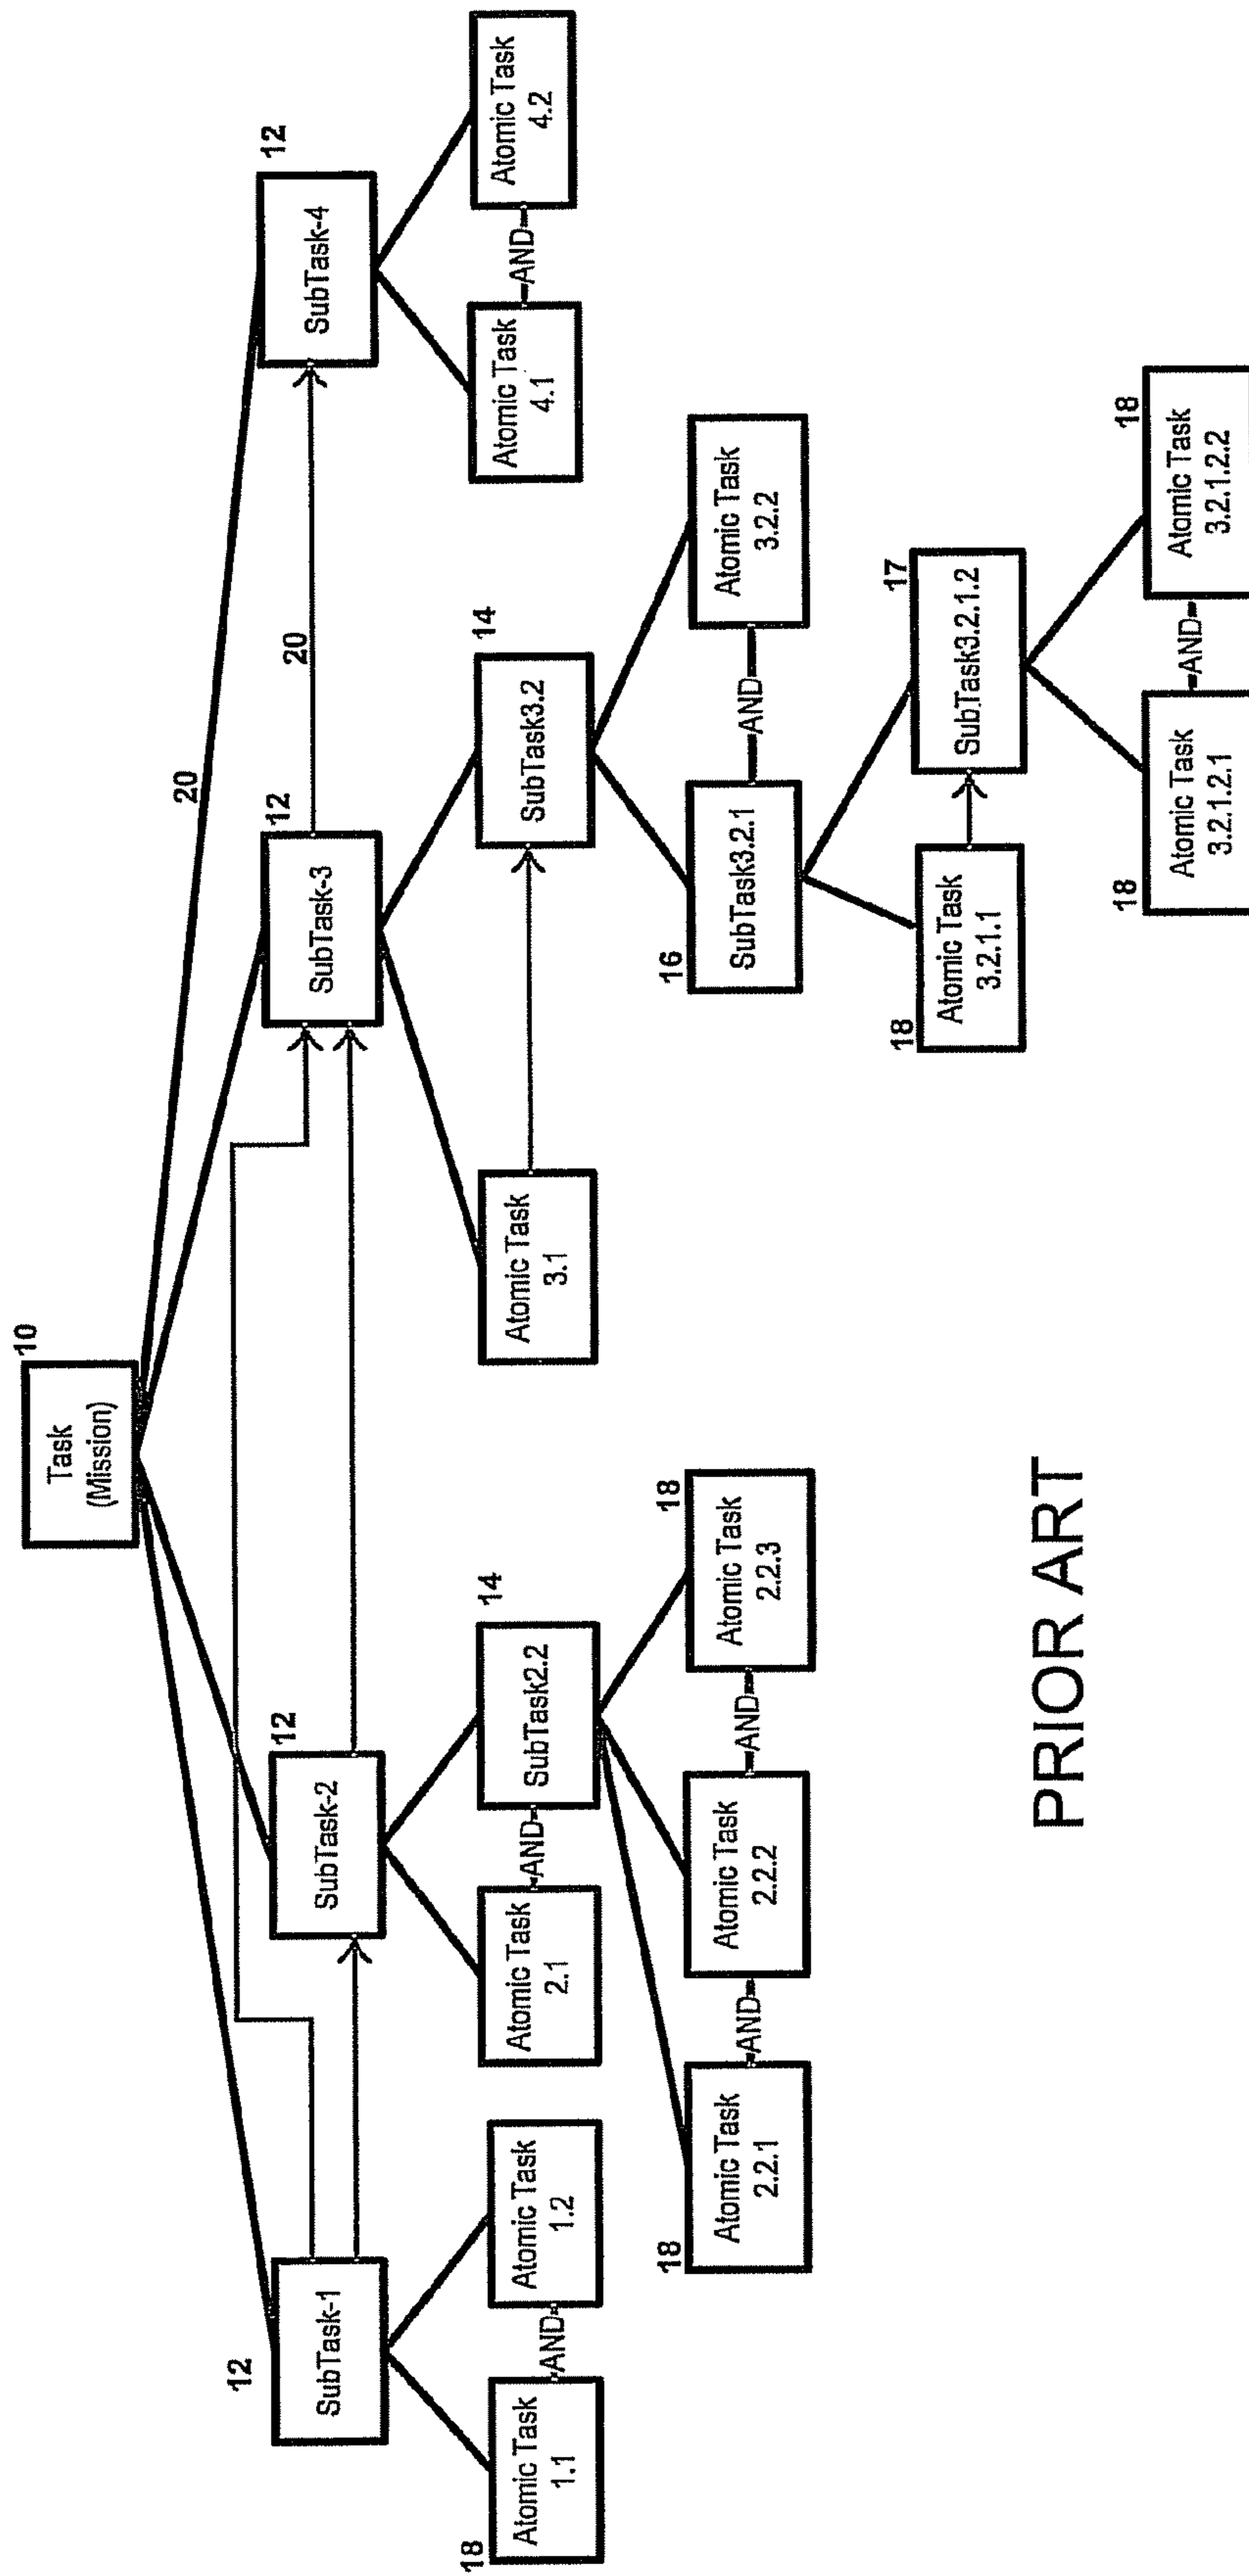 10
Task
(Mission)
20
12
SubTask-1
12
SubTask-2
12
SubTask-3
20
12
SubTask-4
18
Atomic Task
1.1
AND
Atomic Task
1.2
Atomic Task
2.1
AND
SubTask2.2
14
Atomic Task
3.1
SubTask3.2
14
Atomic Task
4.1
AND
Atomic Task
4.2
18
Atomic Task
2.2.1
AND
Atomic Task
2.2.2
AND
Atomic Task
2.2.3
18
16
SubTask3.2.1
AND
Atomic Task
3.2.2
18
Atomic Task
3.2.1.1
SubTask3.2.1.2
17
18
Atomic Task
3.2.1.2.1
AND
Atomic Task
3.2.1.2.2
18
PRIOR ART